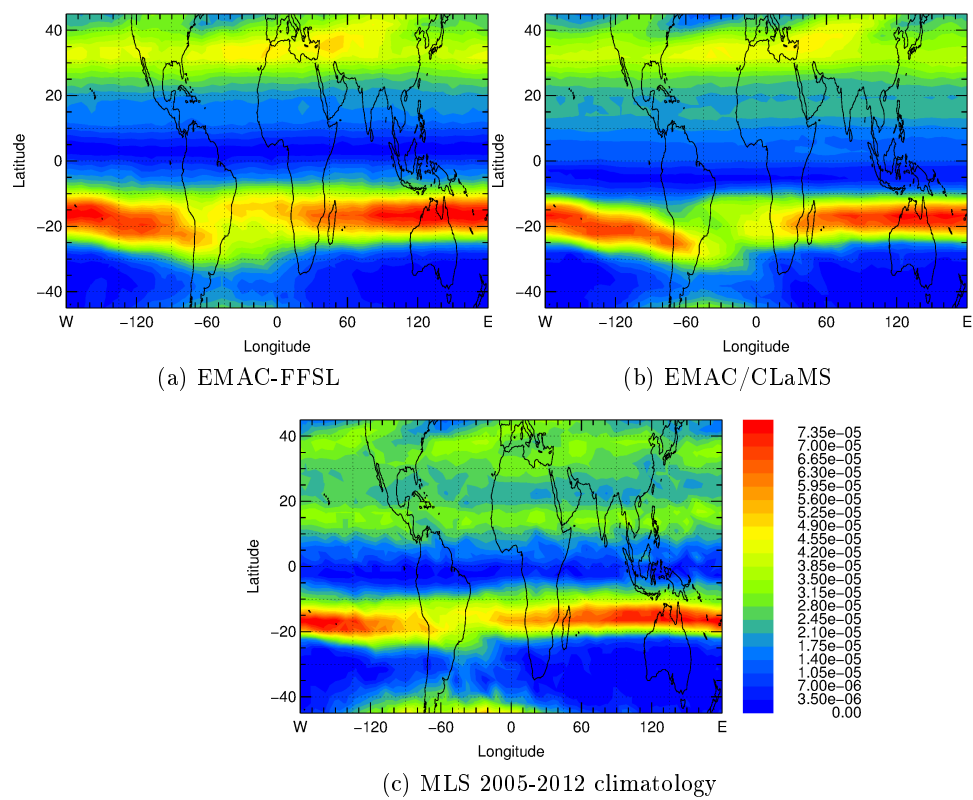 40
20
0
−20
−40
Latitude
W −120 −60 0 60 120 E
Longitude
(a) EMAC-FFSL
40
20
0
−20
−40
Latitude
W −120 −60 0 60 120 E
Longitude
(b) EMAC/CLaMS
40
20
0
−20
−40
Latitude
W −120 −60 0 60 120 E
Longitude
7.35e−05
7.00e−05
6.65e−05
6.30e−05
5.95e−05
5.60e−05
5.25e−05
4.90e−05
4.55e−05
4.20e−05
3.85e−05
3.50e−05
3.15e−05
2.80e−05
2.45e−05
2.10e−05
1.75e−05
1.40e−05
1.05e−05
7.00e−06
3.50e−06
0.00
(c) MLS 2005-2012 climatology